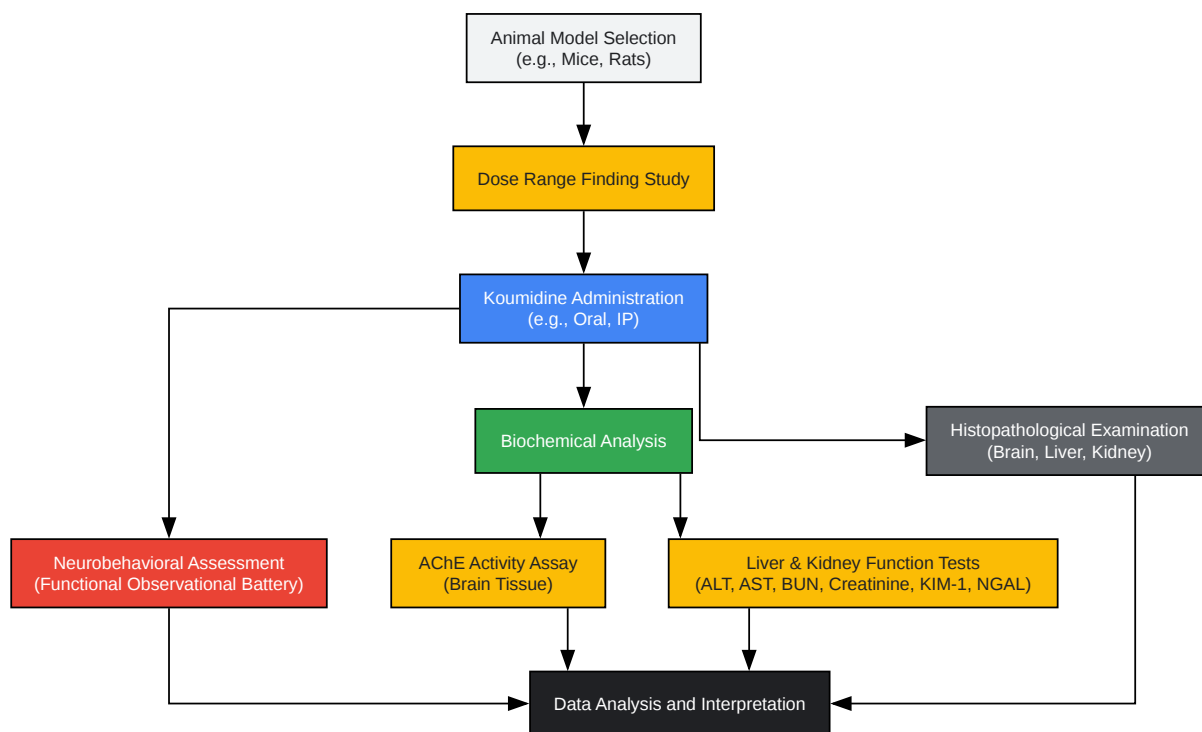 Animal Model Selection
(e.g., Mice, Rats)
Dose Range Finding Study
Koumidine Administration
(e.g., Oral, IP)
Biochemical Analysis
Histopathological Examination
(Brain, Liver, Kidney)
Neurobehavioral Assessment
(Functional Observational Battery)
AChE Activity Assay
(Brain Tissue)
Liver & Kidney Function Tests
(ALT, AST, BUN, Creatinine, KIM-1, NGAL)
Data Analysis and Interpretation